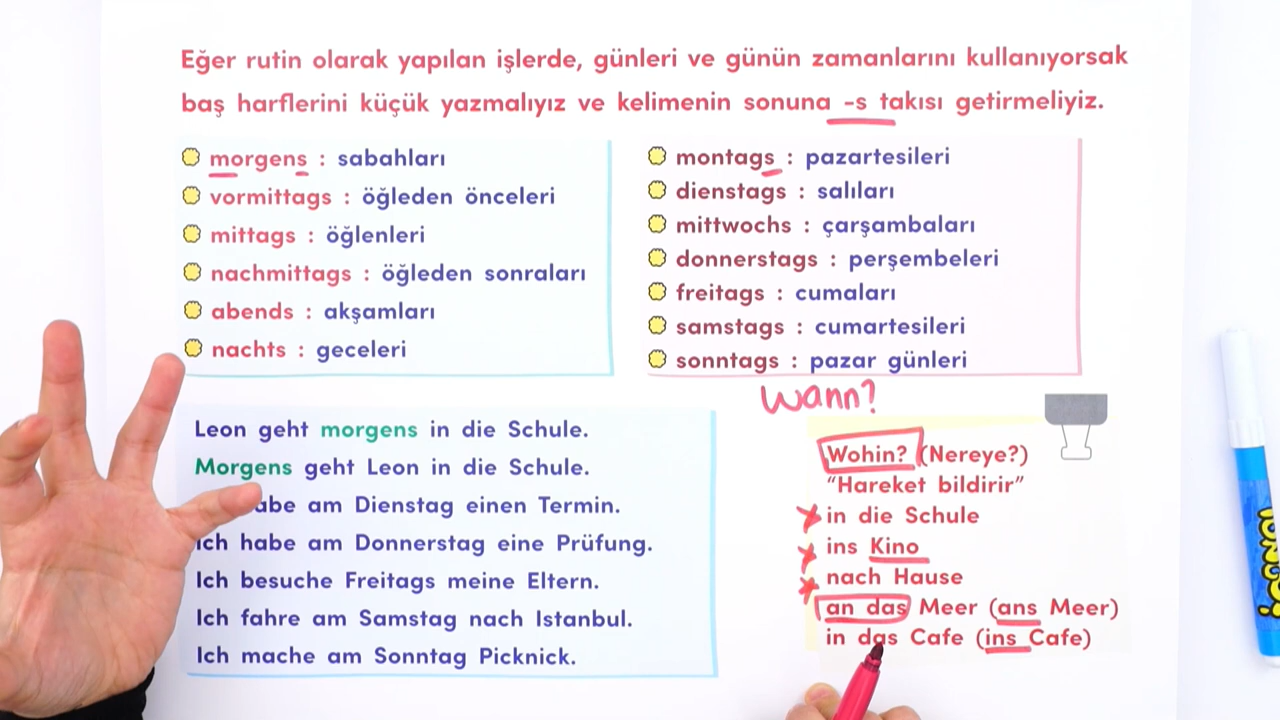 Eğer rutin olarak yapılan işlerde, günleri ve günün zamanlarını kullanıyorsak
baş harflerini küçük yazmalıyız ve kelimenin sonuna -s takısı getirmeliyiz.
morgens : sabahları
vormittags : öğleden önceleri
mittags : öğlenleri
nachmittags : öğleden sonraları
abends : akşamları
nachts : geceleri
montags : pazartesileri
dienstags : salıları
mittwochs : çarşambaları
donnerstags : perşembeleri
freitags : cumaları
samstags : cumartesileri
sonntags : pazar günleri
Leon geht morgens in die Schule.
Morgens geht Leon in die Schule.
abe am Dienstag einen Termin.
Ich habe am Donnerstag eine Prüfung.
Ich besuche Freitags meine Eltern.
Ich fahre am Samstag nach Istanbul.
Ich mache am Sonntag Picknick.
Wann?
Wohin? (Nereye?)
"Hareket bildirir"
in die Schule
ins Kino
nach Hause
an das Meer (ans Meer)
in das Cafe (ins Cafe)